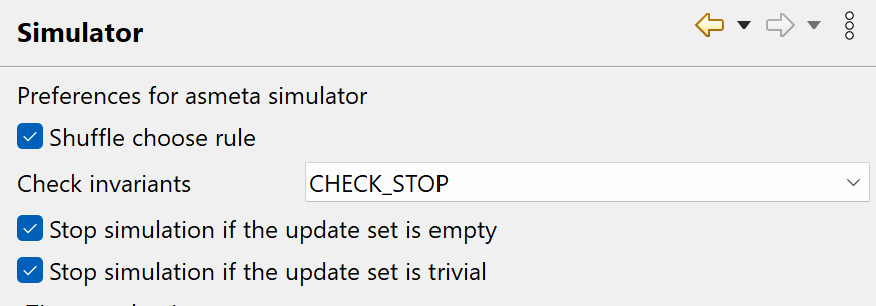 Simulator
Preferences for asmeta simulator
Shuffle choose rule
Check invariants CHECK_STOP
Stop simulation if the update set is empty
Stop simulation if the update set is trivial